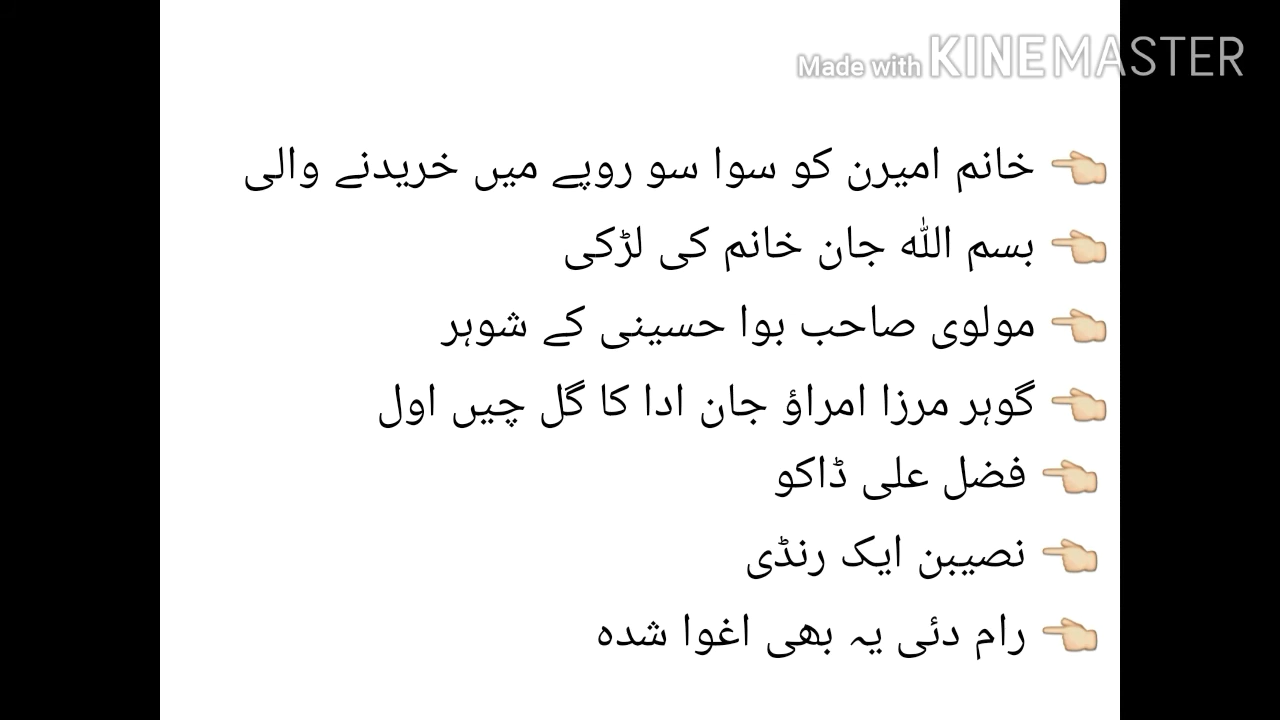 Made with KINEMASTER
👈🏻 خانم امیرن کو سوا سو روپے میں خریدنے والی
👈🏻 بسم اللہ جان خانم کی لڑکی
👈🏻 مولوی صاحب بوا حسینی کے شوہر
👈🏻 گوہر مرزا امراؤ جان ادا کا گل چیں اول
👈🏻 فضل علی ڈاکو
👈🏻 نصیبن ایک رنڈی
👈🏻 رام دئی یہ بھی اغوا شدہ